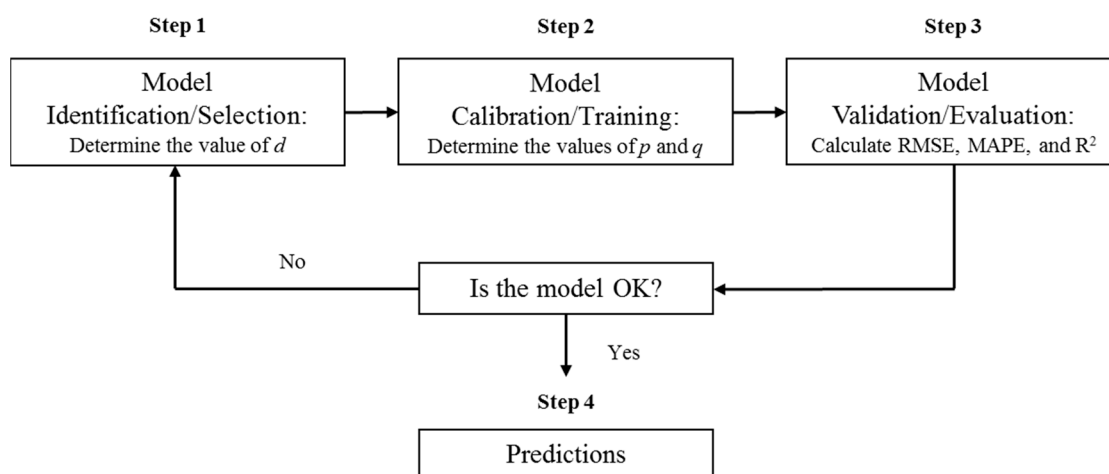 Step 1
Model
Identification/Selection:
Determine the value of d
Step 2
Model
Calibration/Training:
Determine the values of p and q
Step 3
Model
Validation/Evaluation:
Calculate RMSE, MAPE, and R²
No
Is the model OK?
Yes
Step 4
Predictions